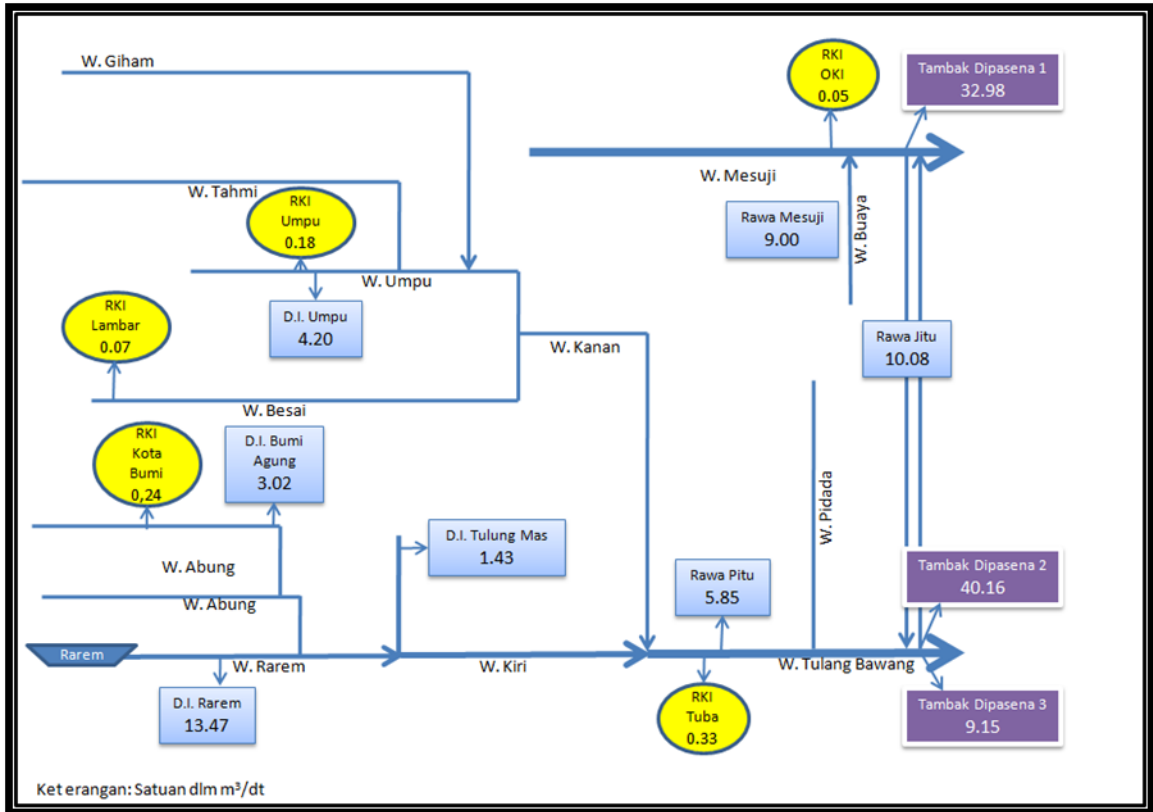 W. Giham
RKI
OKI
0.05
Tambak Dipasena 1
32.98
W. Tahmi
W. Mesuji
RKI
Umpu
0.18
Rawa Mesuji
9.00
W. Buaya
W. Umpu
RKI
Lambar
0.07
D.I. Umpu
4.20
W. Kanan
Rawa Jitu
10.08
W. Besai
RKI
Kota
Bumi
0,24
D.I. Bumi
Agung
3.02
W. Pidada
D.I. Tulung Mas
1.43
W. Abung
Rawa Pitu
5.85
Tambak Dipasena 2
40.16
W. Abung
Rarem
W. Rarem
W. Kiri
W. Tulang Bawang
D.I. Rarem
13.47
RKI
Tuba
0.33
Tambak Dipasena 3
9.15
Ket erangan: Satuan dlm m³/dt